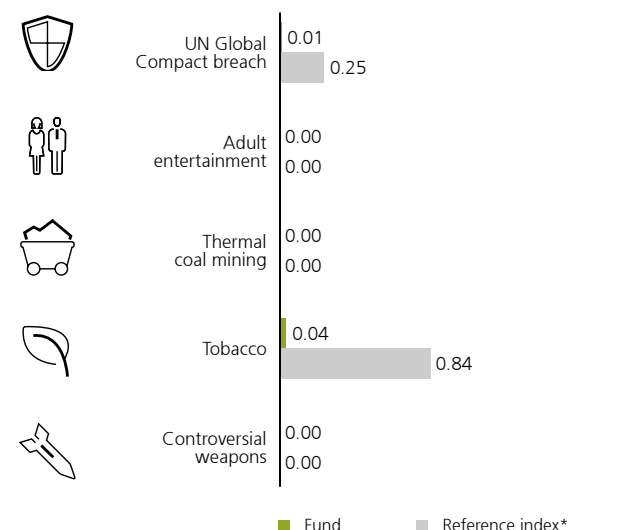 UN Global
Compact breach
0.01
0.25
Adult
entertainment
0.00
0.00
Thermal
coal mining
0.00
0.00
Tobacco
0.04
0.84
Controversial
weapons
0.00
0.00
Fund Reference index*